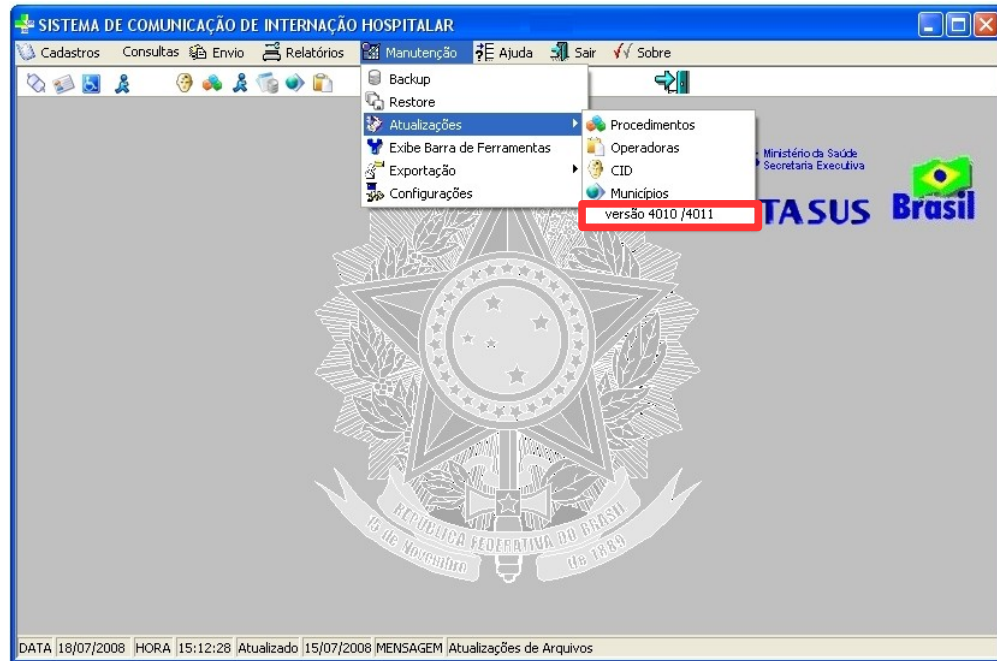 SISTEMA DE COMUNICAÇÃO DE INTERNAÇÃO HOSPITALAR
Cadastros Consultas Envio Relatórios Manutenção Ajuda Sair Sobre
Backup
Restore
Atualizações
Exibe Barra de Ferramentas
Exportação
Configurações
Procedimentos
Operadoras
CID
Municípios
versão 4010 /4011
Ministério da Saúde
Secretaria Executiva
TASUS Brasil
REPÚBLICA FEDERATIVA DO BRASIL
15 de Novembro
de 1889
DATA 18/07/2008 HORA 15:12:28 Atualizado 15/07/2008 MENSAGEM Atualizações de Arquivos